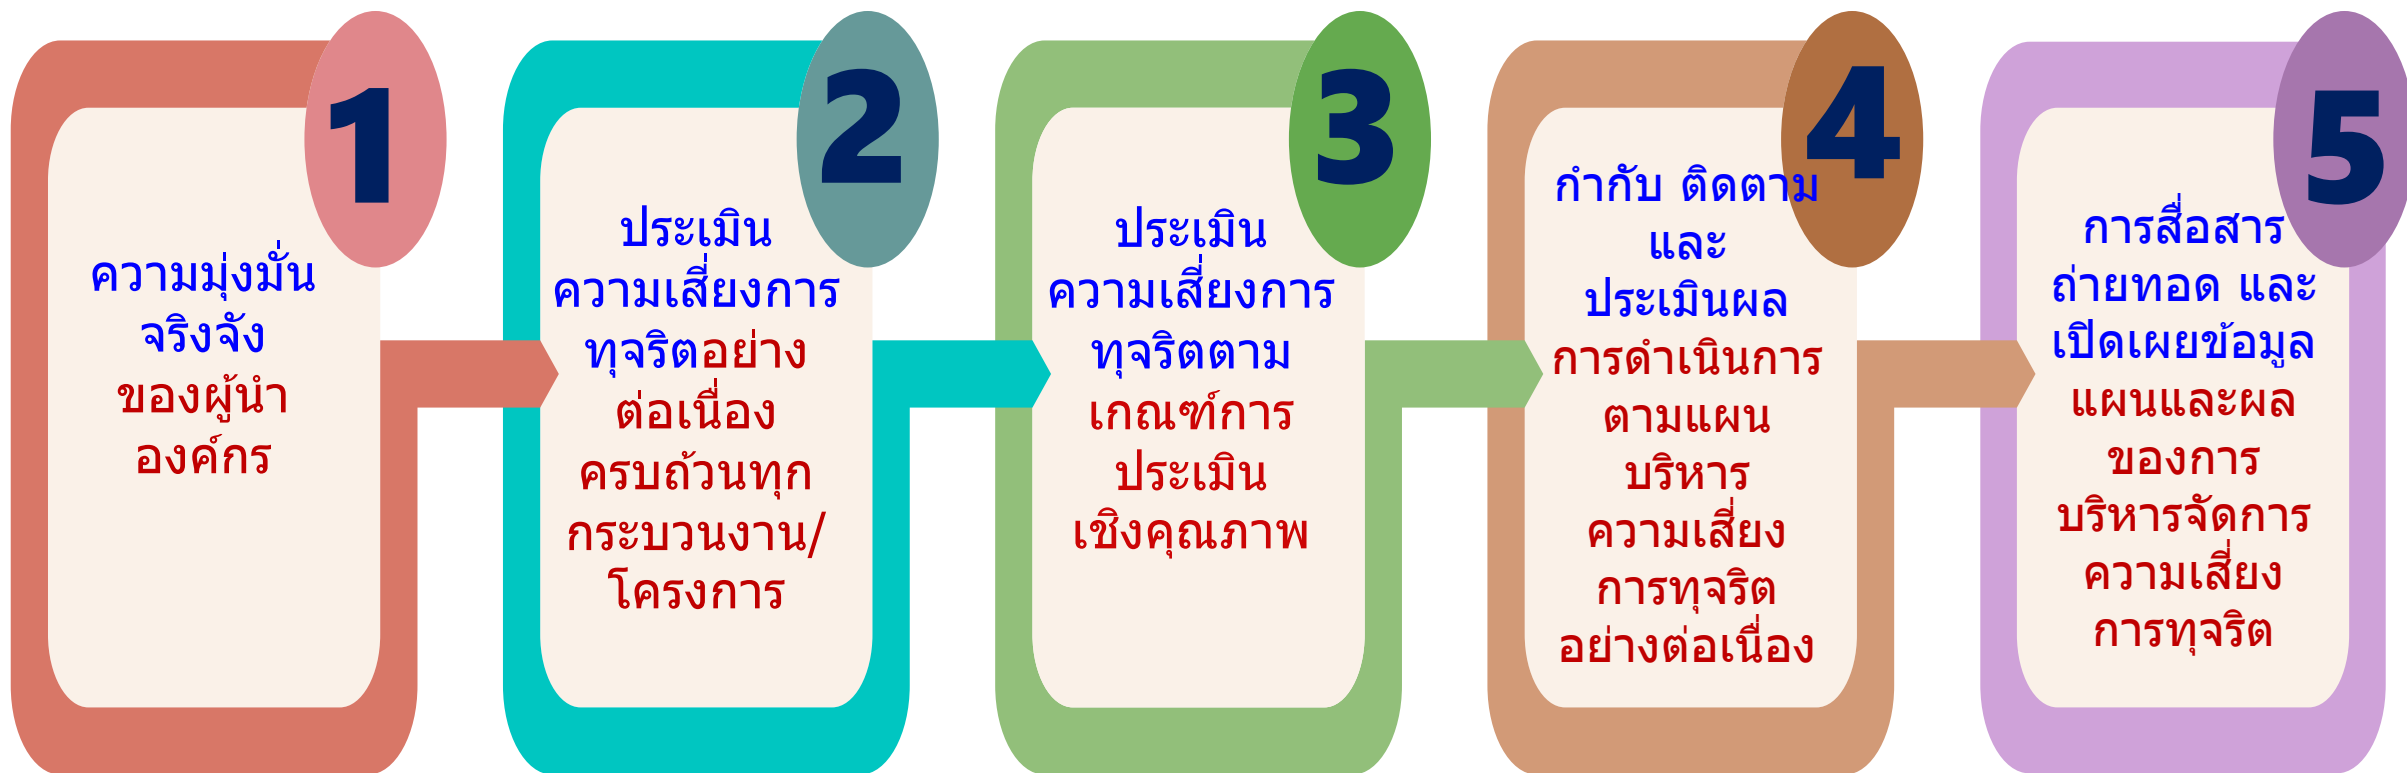 1
ความมุ่งมั่น
จริงจัง
ของผู้นำ
องค์กร
2
ประเมิน
ความเสี่ยงการ
ทุจริตอย่าง
ต่อเนื่อง
ครบถ้วนทุก
กระบวนงาน/
โครงการ
3
ประเมิน
ความเสี่ยงการ
ทุจริตตาม
เกณฑ์การ
ประเมิน
เชิงคุณภาพ
4
กำกับ ติดตาม
และ
ประเมินผล
การดำเนินการ
ตามแผน
บริหาร
ความเสี่ยง
การทุจริต
อย่างต่อเนื่อง
5
การสื่อสาร
ถ่ายทอด และ
เปิดเผยข้อมูล
แผนและผล
ของการ
บริหารจัดการ
ความเสี่ยง
การทุจริต